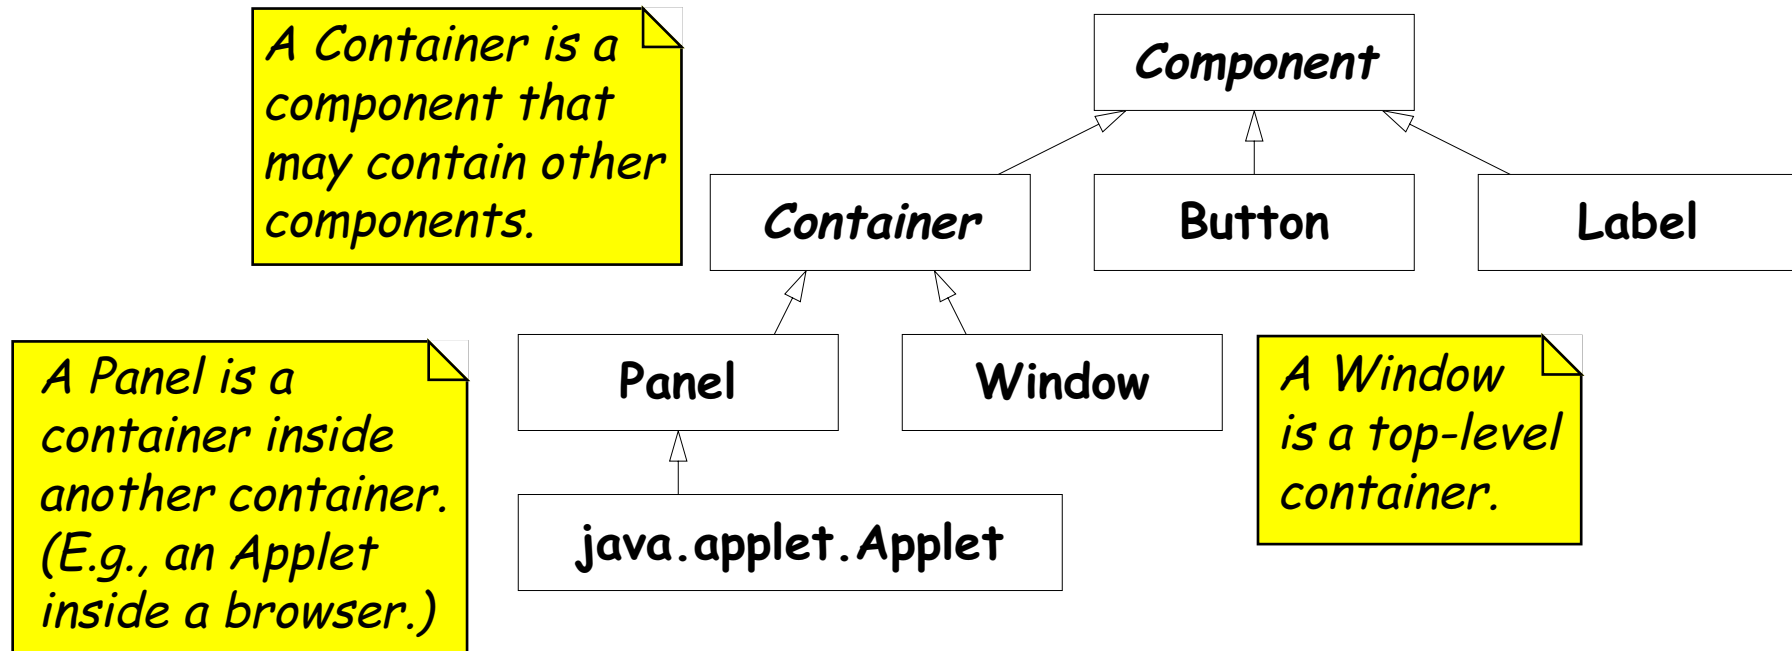 A Container is a
component that
may contain other
components.
Component
Container
Button
Label
A Panel is a
container inside
another container.
(E.g., an Applet
inside a browser.)
Panel
Window
A Window
is a top-level
container.
java.applet.Applet